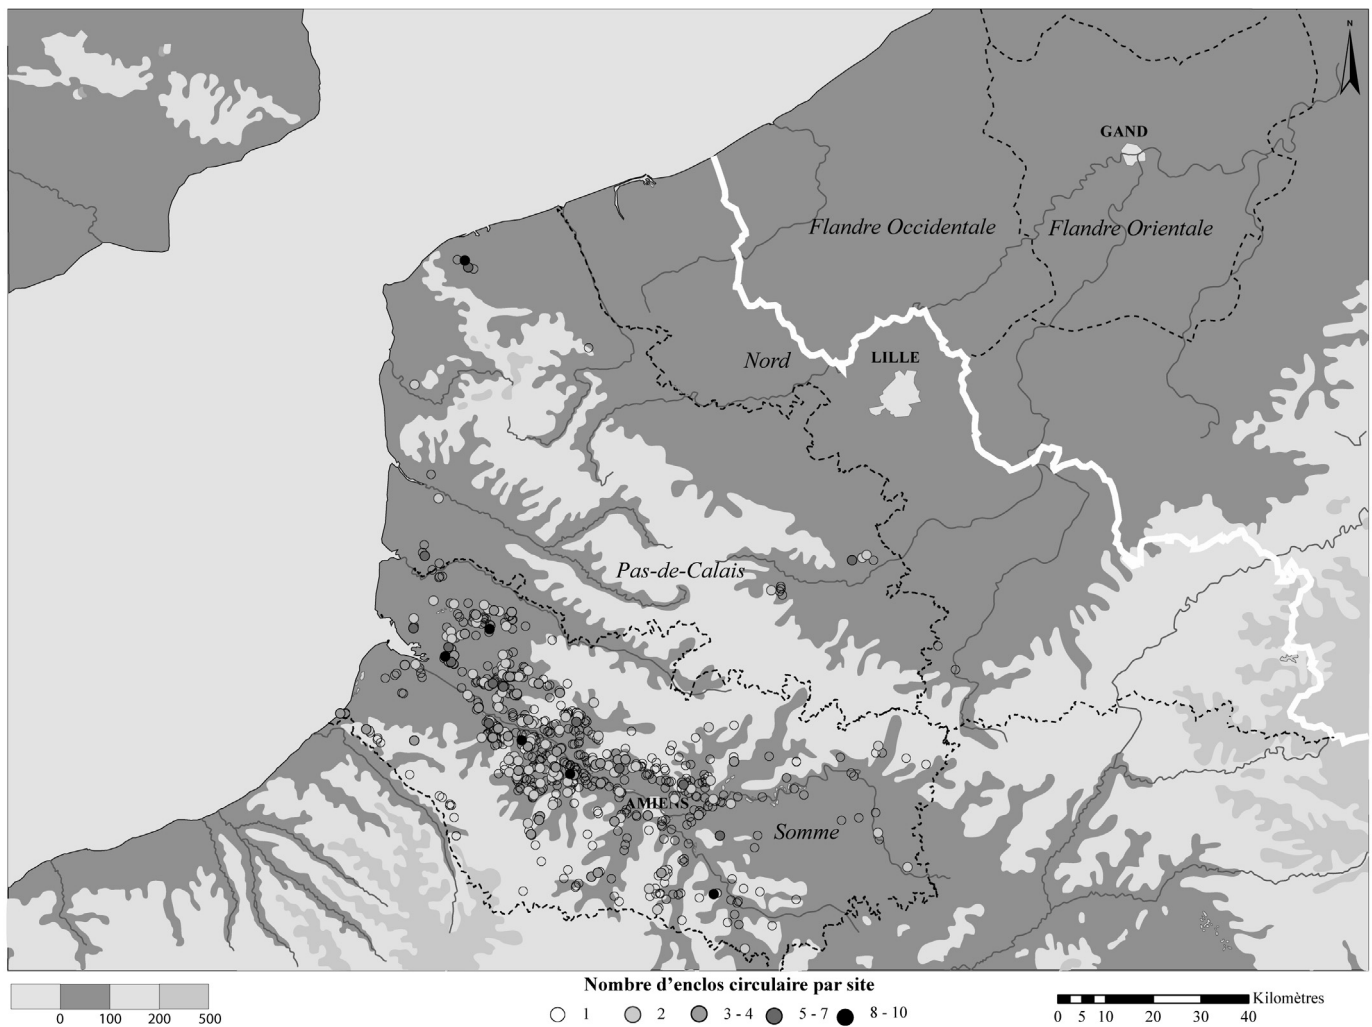 N
GAND
Flandre Occidentale
Flandre Orientale
Nord
LILLE
Pas-de-Calais
AMIENS
Somme
Nombre d'enclos circulaire par site
1 2 3 - 4 5 - 7 8 - 10
0 100 200 500
Kilomètres
0 5 10 20 30 40